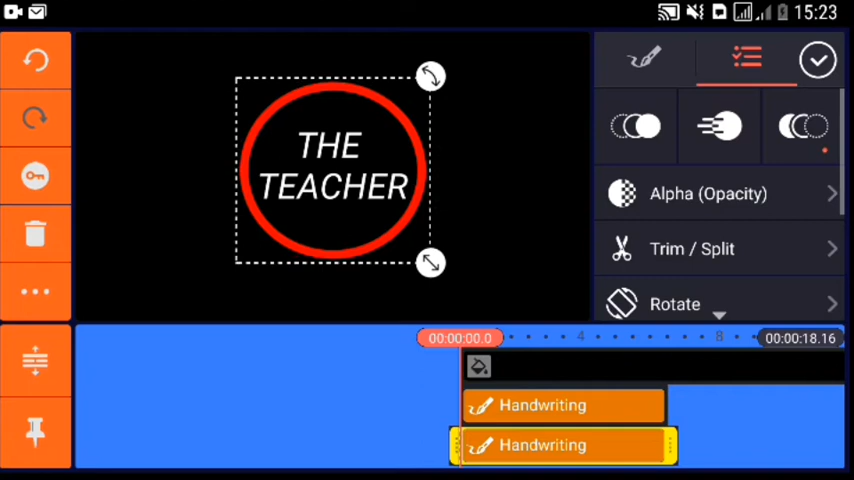 15:23
THE
TEACHER
Alpha (Opacity)
Trim / Split
Rotate
00:00:00.0
4
8
00:00:18.16
Handwriting
Handwriting